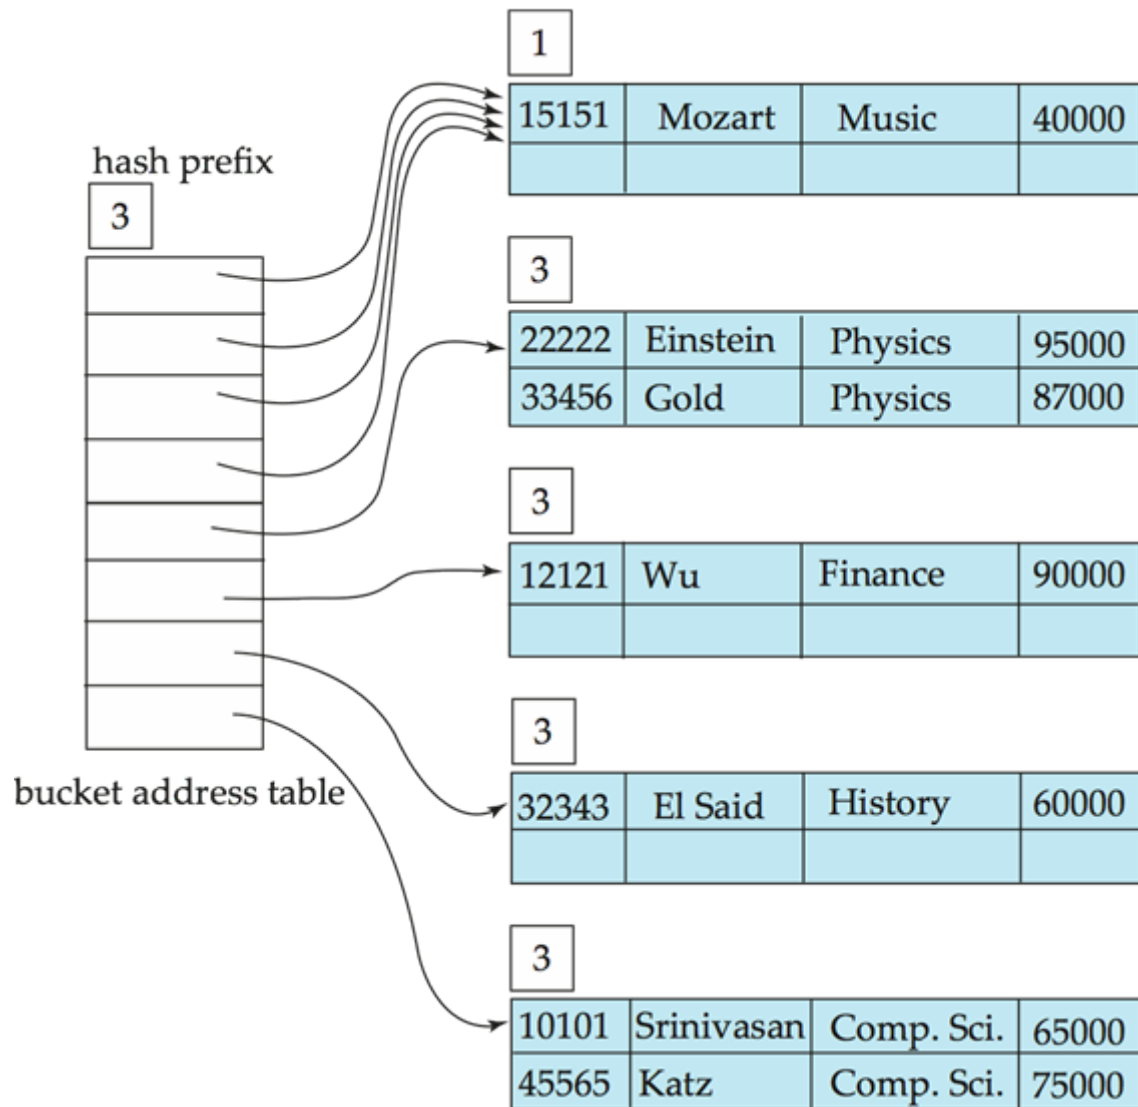 1
15151 Mozart Music 40000
hash prefix
3
3
22222 Einstein Physics 95000
33456 Gold Physics 87000
3
12121 Wu Finance 90000
3
bucket address table
32343 El Said History 60000
3
10101 Srinivasan Comp. Sci. 65000
45565 Katz Comp. Sci. 75000